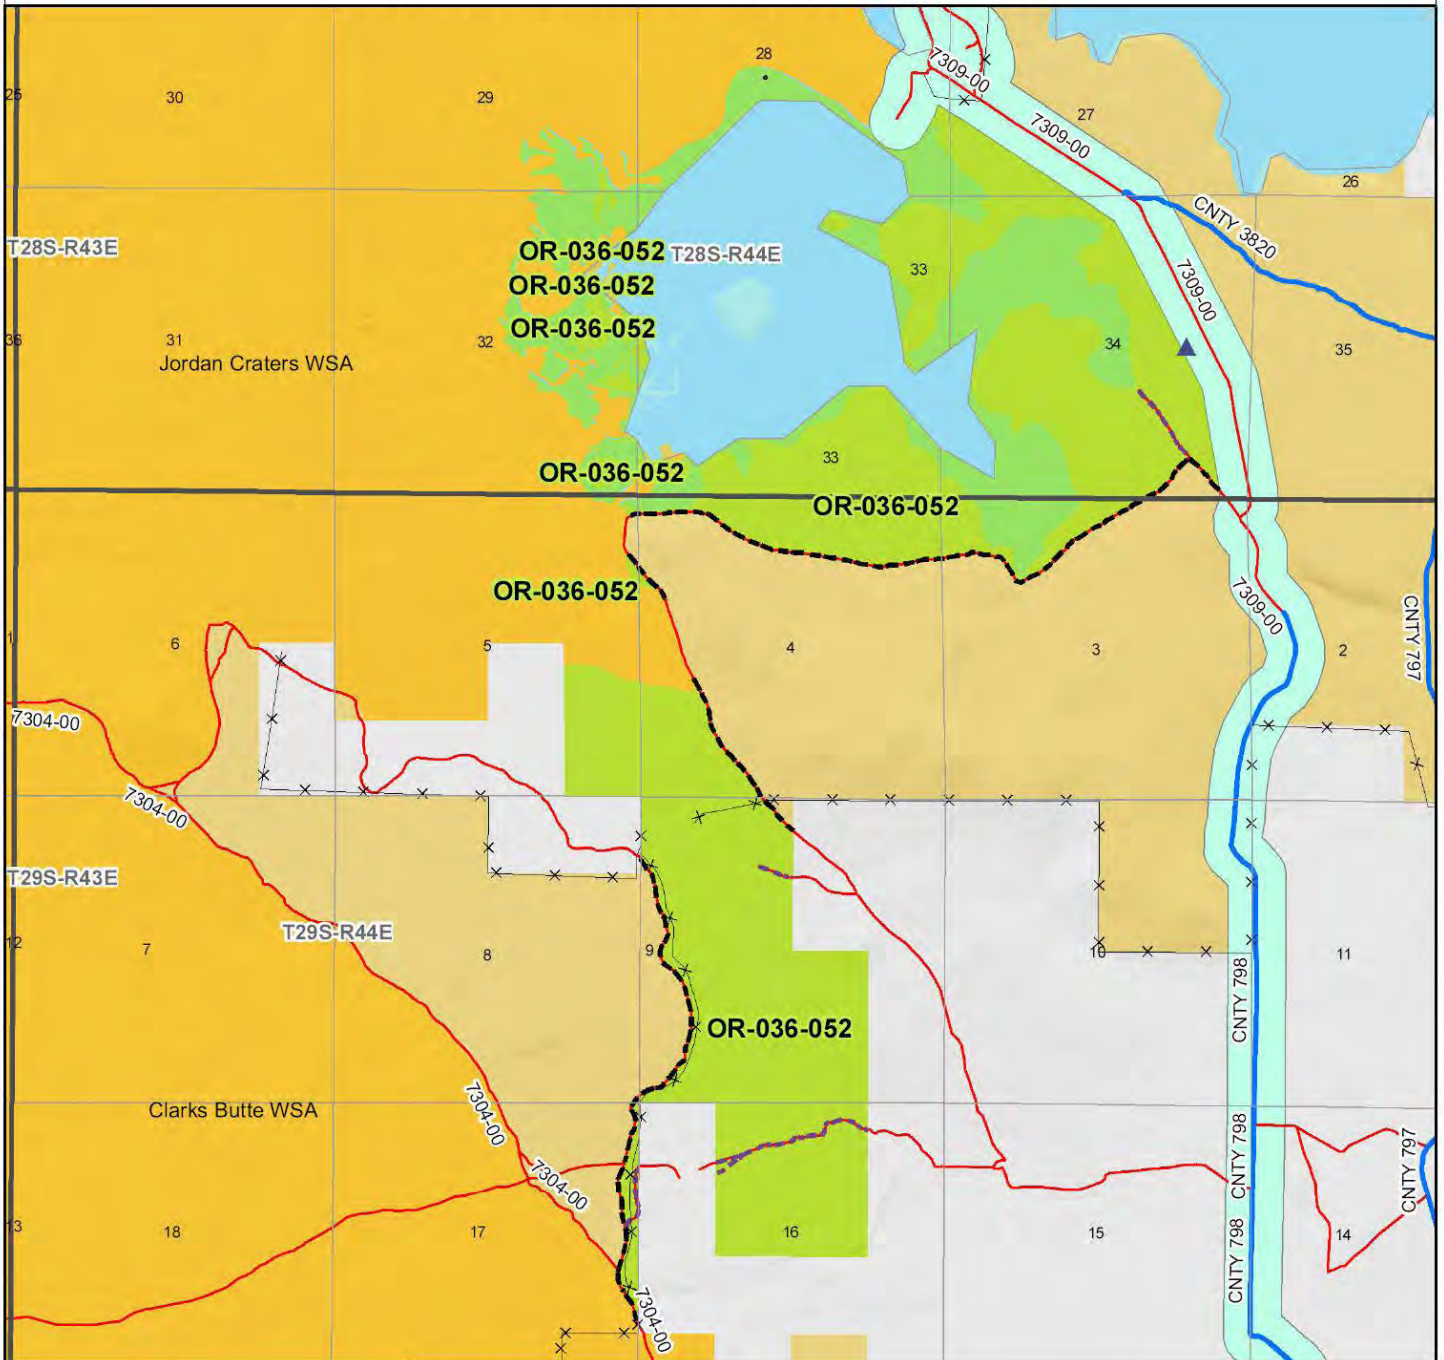 28
7309-00
25
30
29
27
7309-00
26
CNTY 3820
T28S-R43E
OR-036-052
T28S-R44E
33
7309-00
OR-036-052
OR-036-052
36
31
32
34
35
Jordan Craters WSA
33
OR-036-052
OR-036-052
OR-036-052
7309-00
CNTY 797
1
6
5
4
3
2
7304-00
7304-00
T29S-R43E
T29S-R44E
12
7
8
9
10
11
CNTY 798
OR-036-052
Clarks Butte WSA
7304-00
CNTY 798
CNTY 797
7304-00
13
18
17
16
15
14
CNTY 798
7304-00